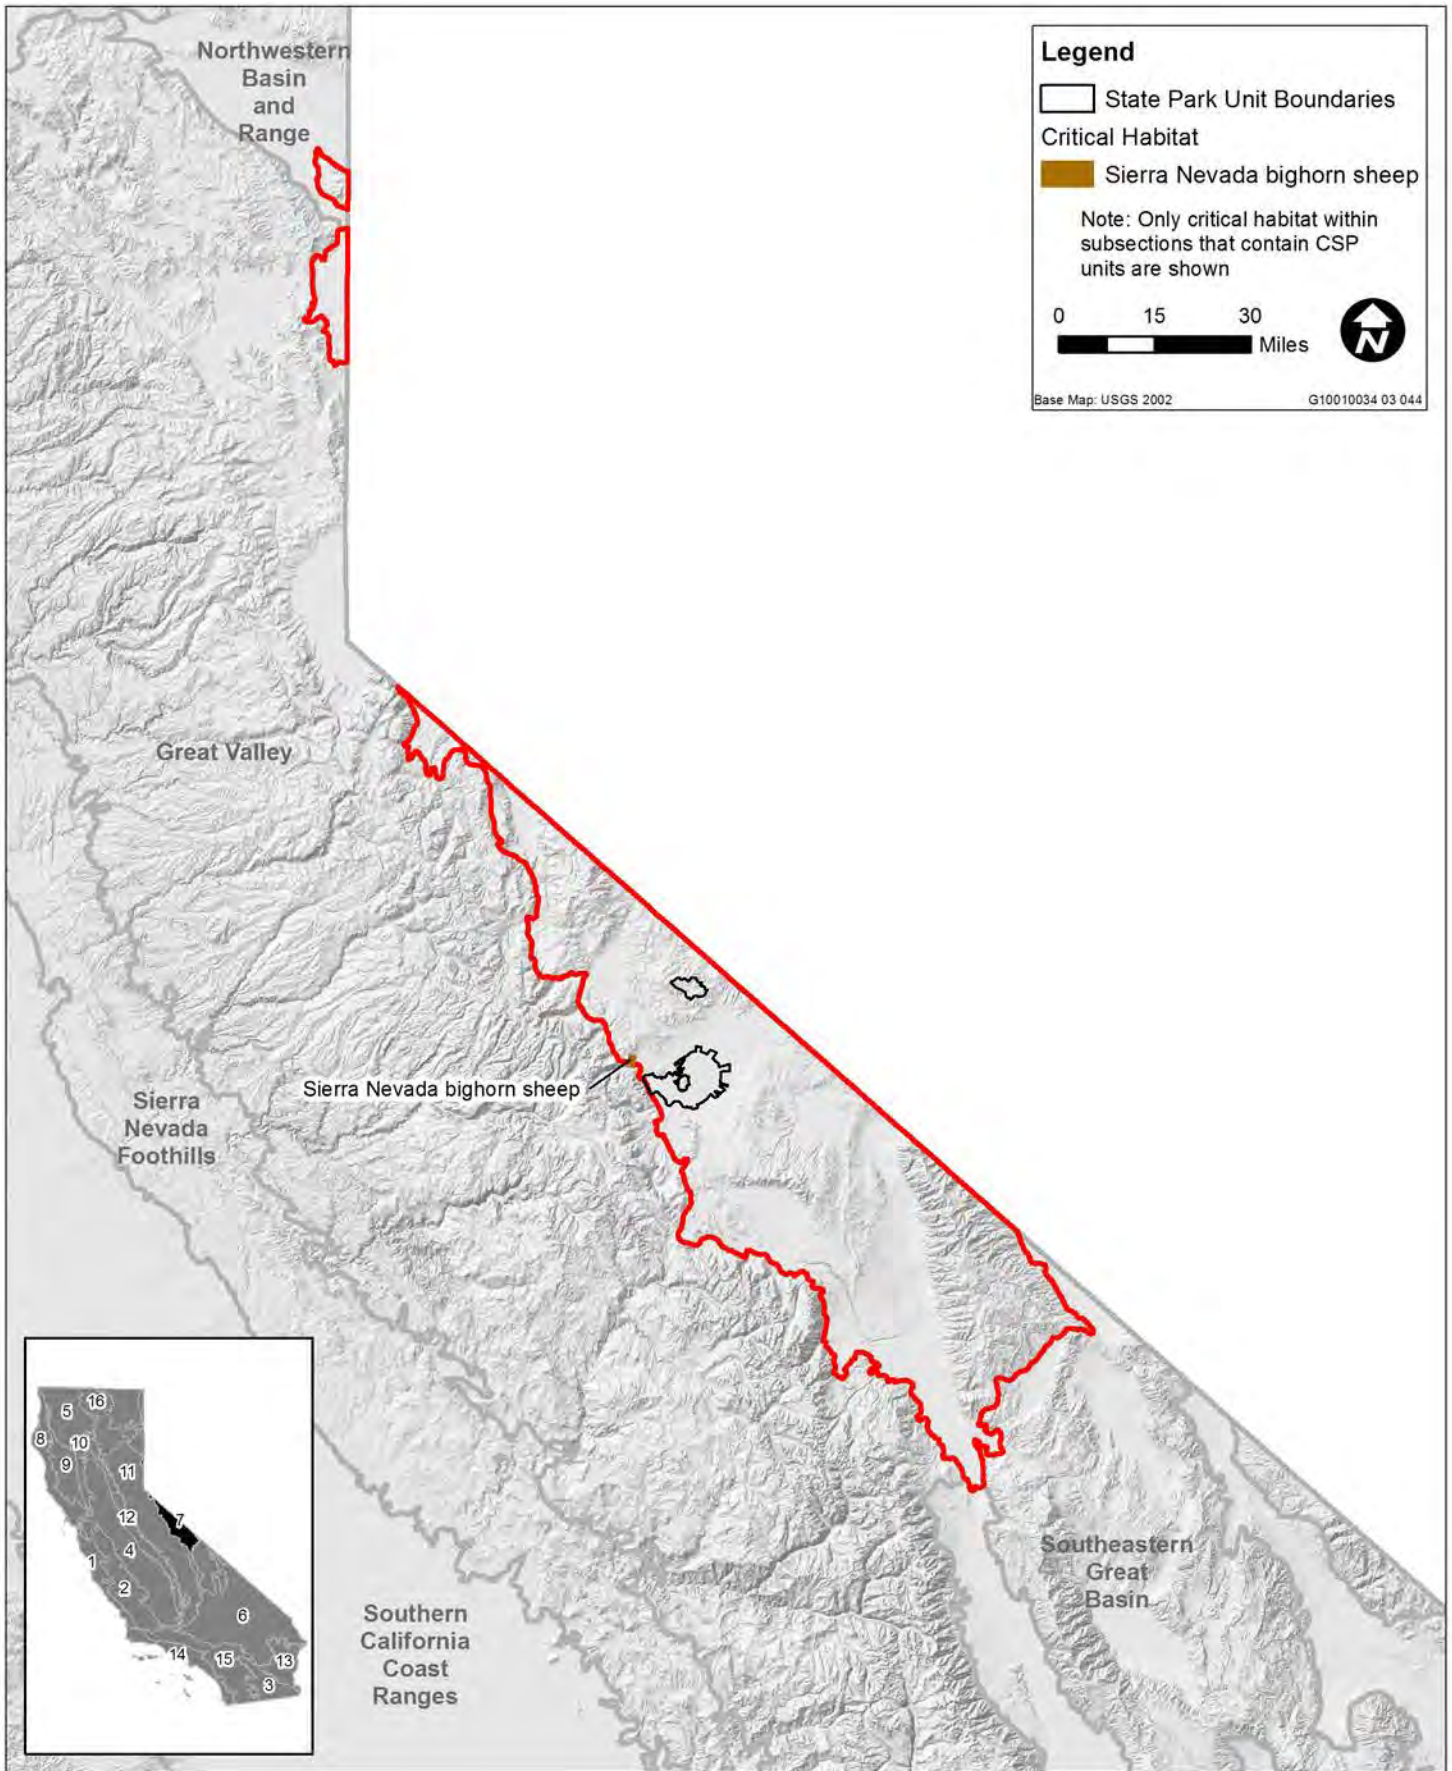 Northwestern
Basin
and
Range
Legend
State Park Unit Boundaries
Critical Habitat
Sierra Nevada bighorn sheep
Note: Only critical habitat within
subsections that contain CSP
units are shown
0 15 30
Miles
N
Base Map: USGS 2002 G10010034 03 044
Great Valley
Sierra Nevada bighorn sheep
Sierra
Nevada
Foothills
Southeastern
Great
Basin
Southern
California
Coast
Ranges
16
5
8
10
9
11
7
12
1
4
2
6
14
15
13
3